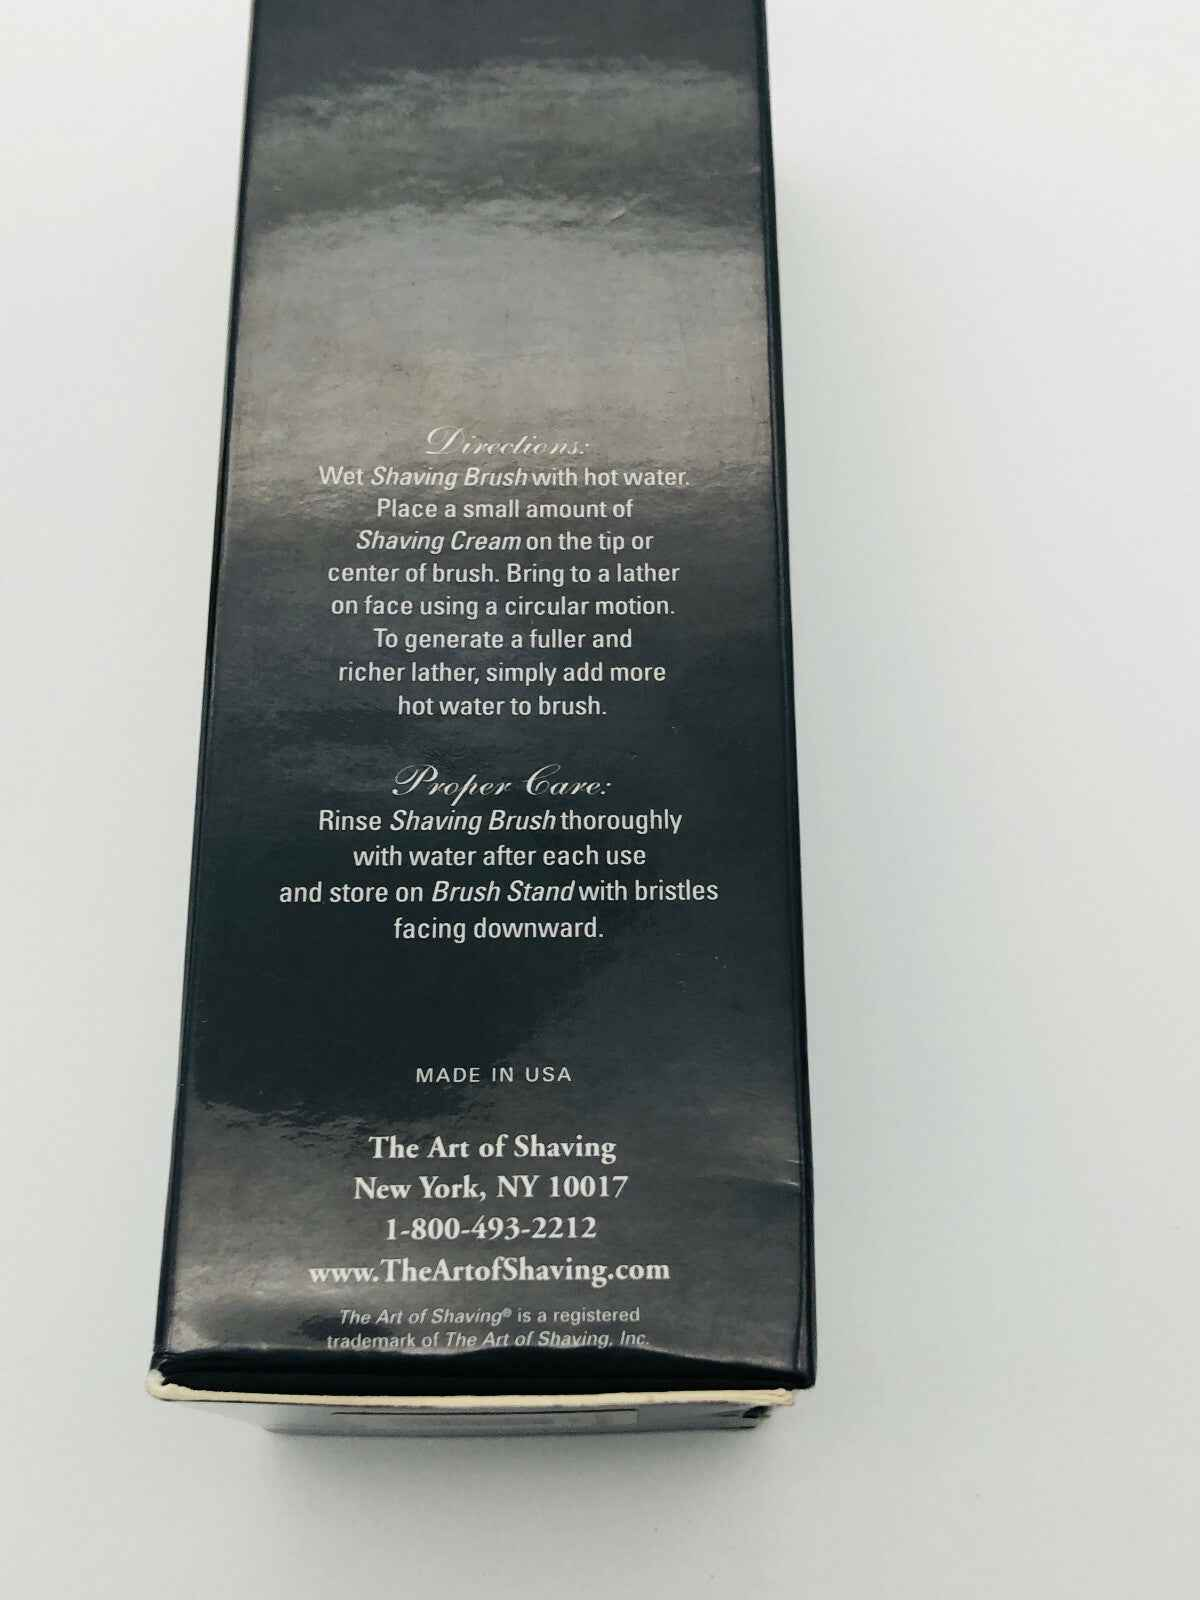 Directions:
Wet Shaving Brush with hot water.
Place a small amount of
Shaving Cream on the tip or
center of brush. Bring to a lather
on face using a circular motion.
To generate a fuller and
richer lather, simply add more
hot water to brush.
Proper Care:
Rinse Shaving Brush thoroughly
with water after each use
and store on Brush Stand with bristles
facing downward.
MADE IN USA
The Art of Shaving
New York, NY 10017
1-800-493-2212
www.TheArtofShaving.com
The Art of Shaving® is a registered
trademark of The Art of Shaving, Inc.